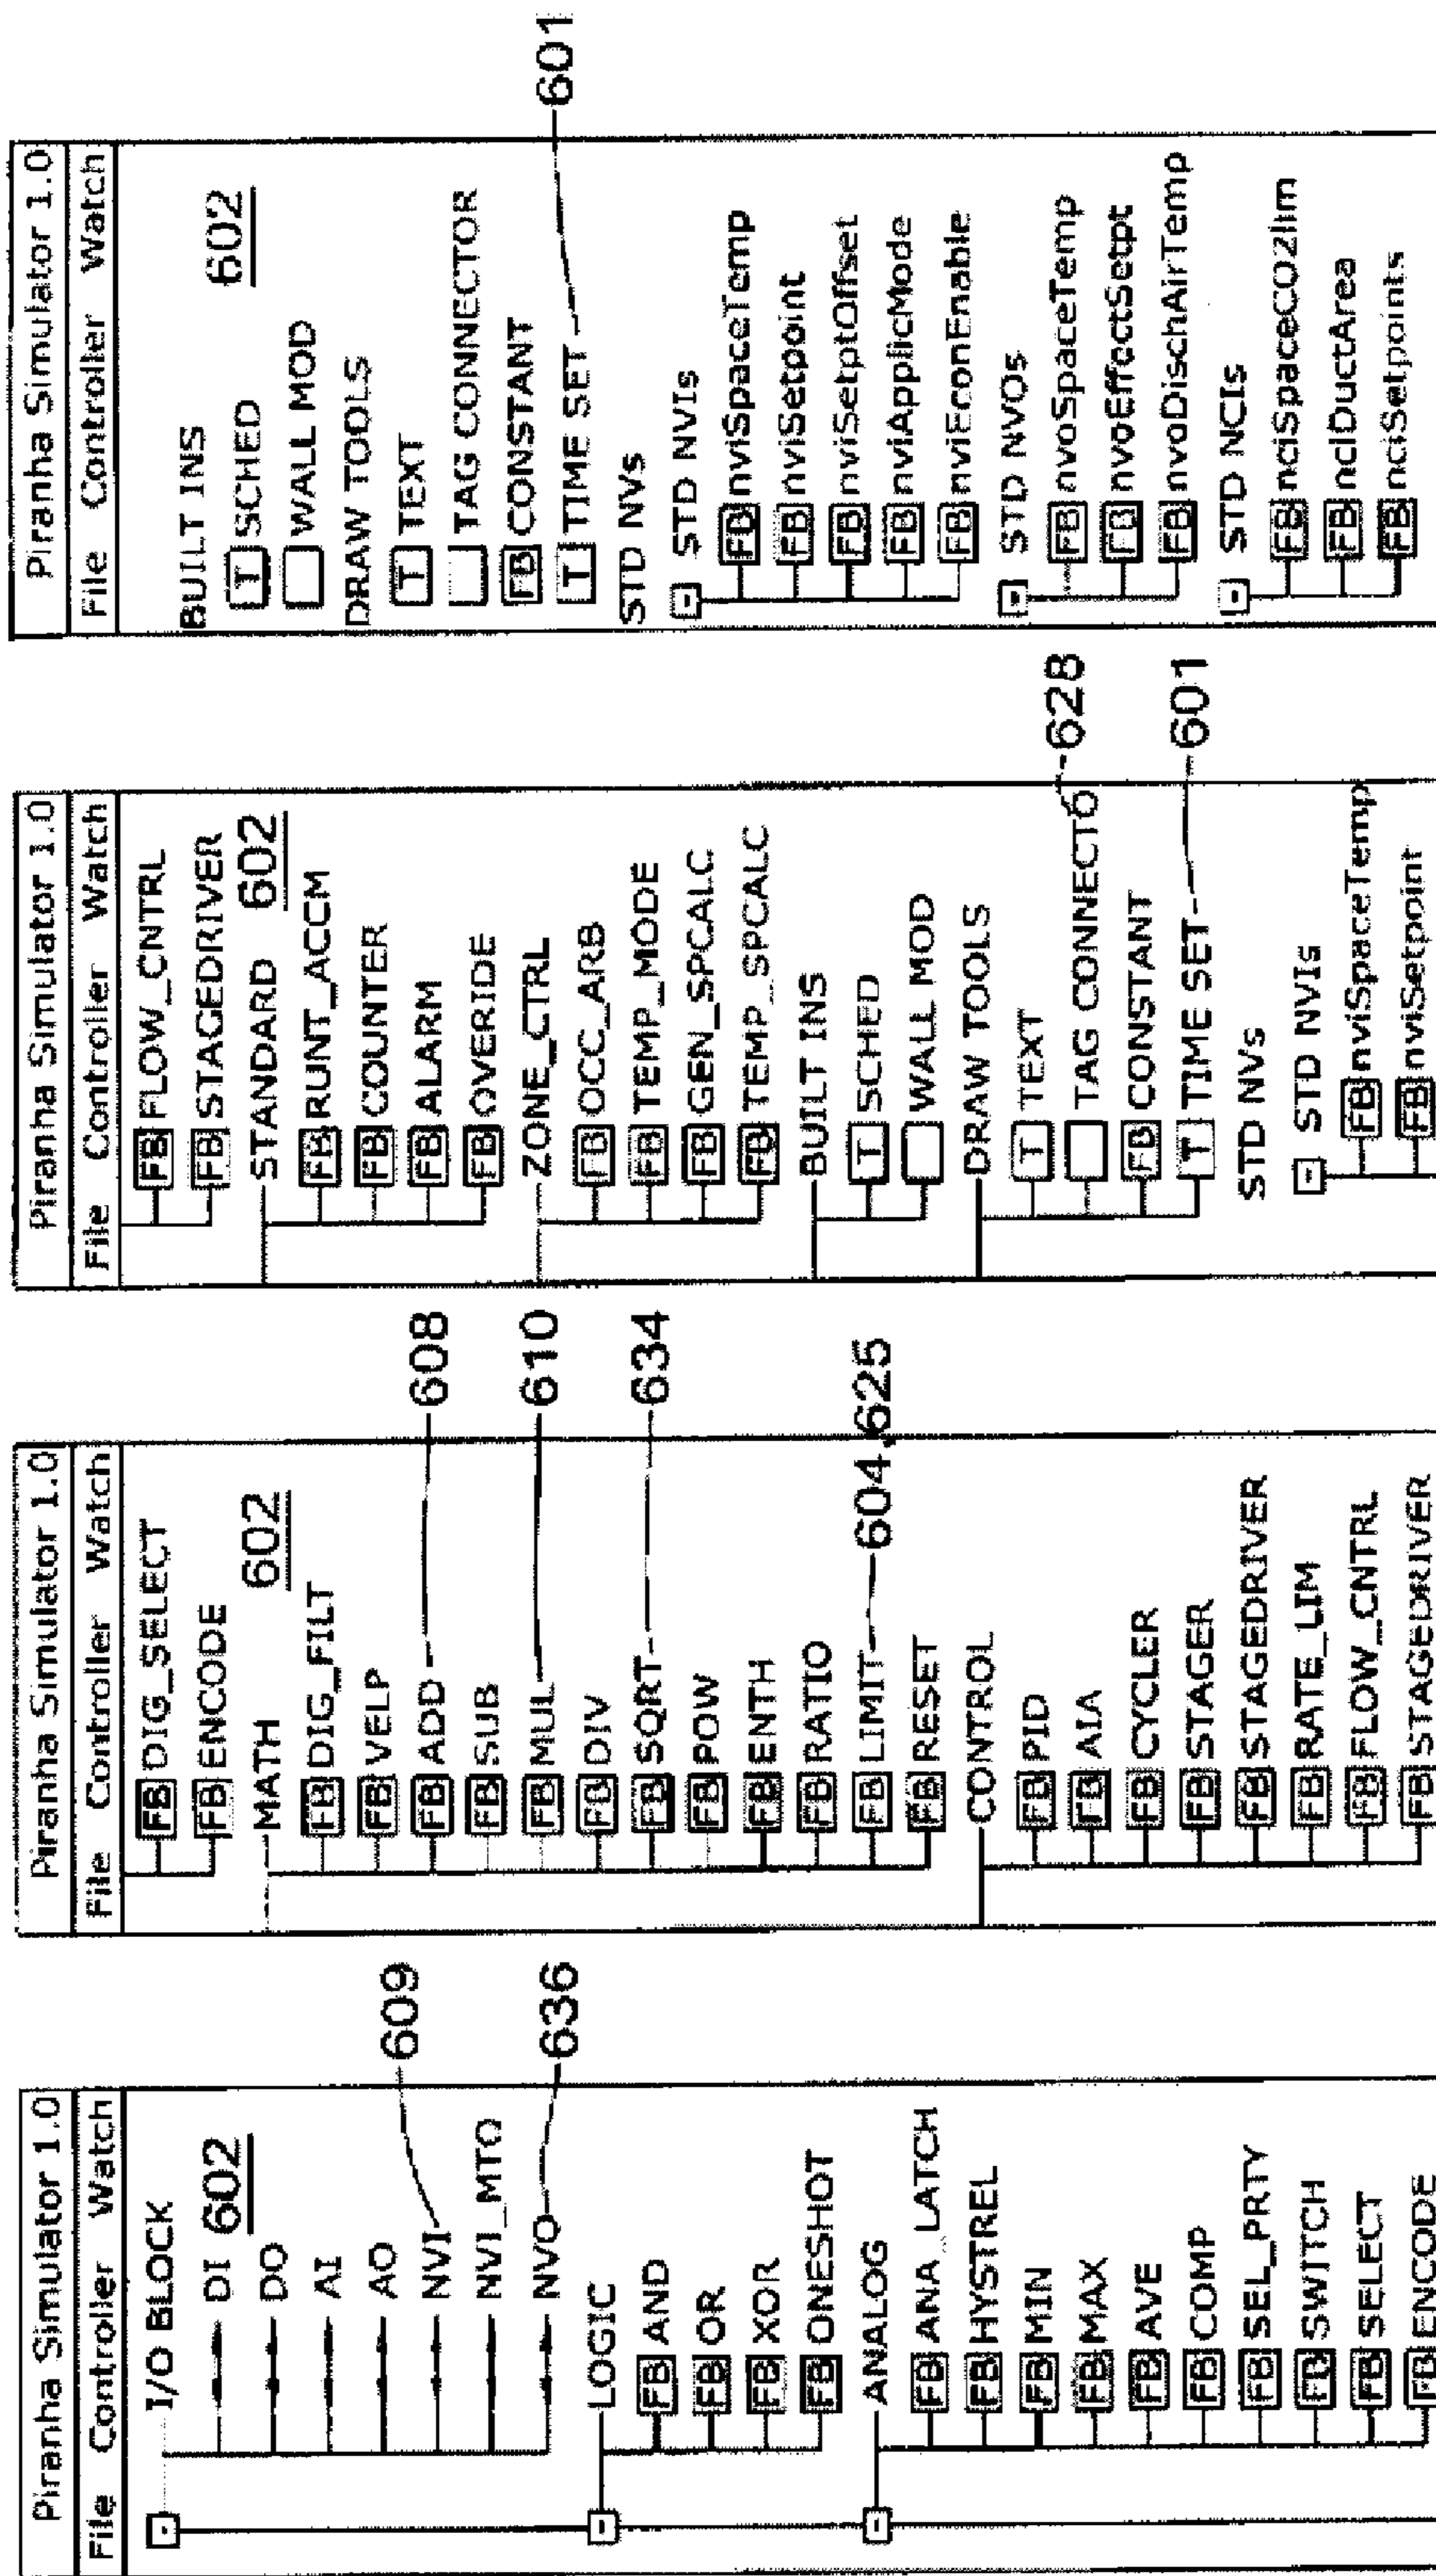 Piranha Simulator 1.0
File Controller Watch
I/O BLOCK
DI 602
DO
AI
AO
NVI 609
NVI_MTO
NVO 636
LOGIC
FB AND
FB OR
FB XOR
FB ONESHOT
ANALOG
FB ANA_LATCH
FB HYSTREL
FB MIN
FB MAX
FB AVE
FB COMP
FB SEL_PRTY
FB SWITCH
FB SELECT
FB ENCODE
Piranha Simulator 1.0
File Controller Watch
FB DIG_SELECT
FB ENCODE
MATH 602
FB DIG_FILT
FB VELP
FB ADD 608
FB SUB
FB MUL 610
FB DIV
FB SQRT 634
FB POW
FB ENTH
FB RATIO
FB LIMIT 604,625
FB RESET
CONTROL
FB PID
FB AIA
FB CYCLER
FB STAGER
FB STAGEDRIVER
FB RATE_LIM
FB FLOW_CNTRL
FB STAGEDRIVER
Piranha Simulator 1.0
File Controller Watch
FB FLOW_CNTRL
FB STAGEDRIVER
STANDARD 602
FB RUNT_ACCM
FB COUNTER
FB ALARM
FB OVERIDE
ZONE_CTRL
FB OCC_ARB
FB TEMP_MODE
FB GEN_SPCALC
FB TEMP_SPCALC
BUILT INS
T SCHED
WALL MOD
DRAW TOOLS
T TEXT
TAG CONNECTO 628
FB CONSTANT
T TIME SET 601
STD NVs
STD NVIs
FB nviSpaceTemp
FB nviSetpoint
Piranha Simulator 1.0
File Controller Watch
BUILT INS
602
T SCHED
WALL MOD
DRAW TOOLS
T TEXT
TAG CONNECTOR
FB CONSTANT
T TIME SET 601
STD NVs
STD NVIs
FB nviSpaceTemp
FB nviSetpoint
FB nviSetptOffset
FB nviApplicMode
FB nviEconEnable
STD NVOs
FB nvoSpaceTemp
FB nvoEffectSetpt
FB nvoDischAirTemp
STD NCIs
FB nciSpaceCO2lim
FB nciDuctArea
FB nciSetpoints